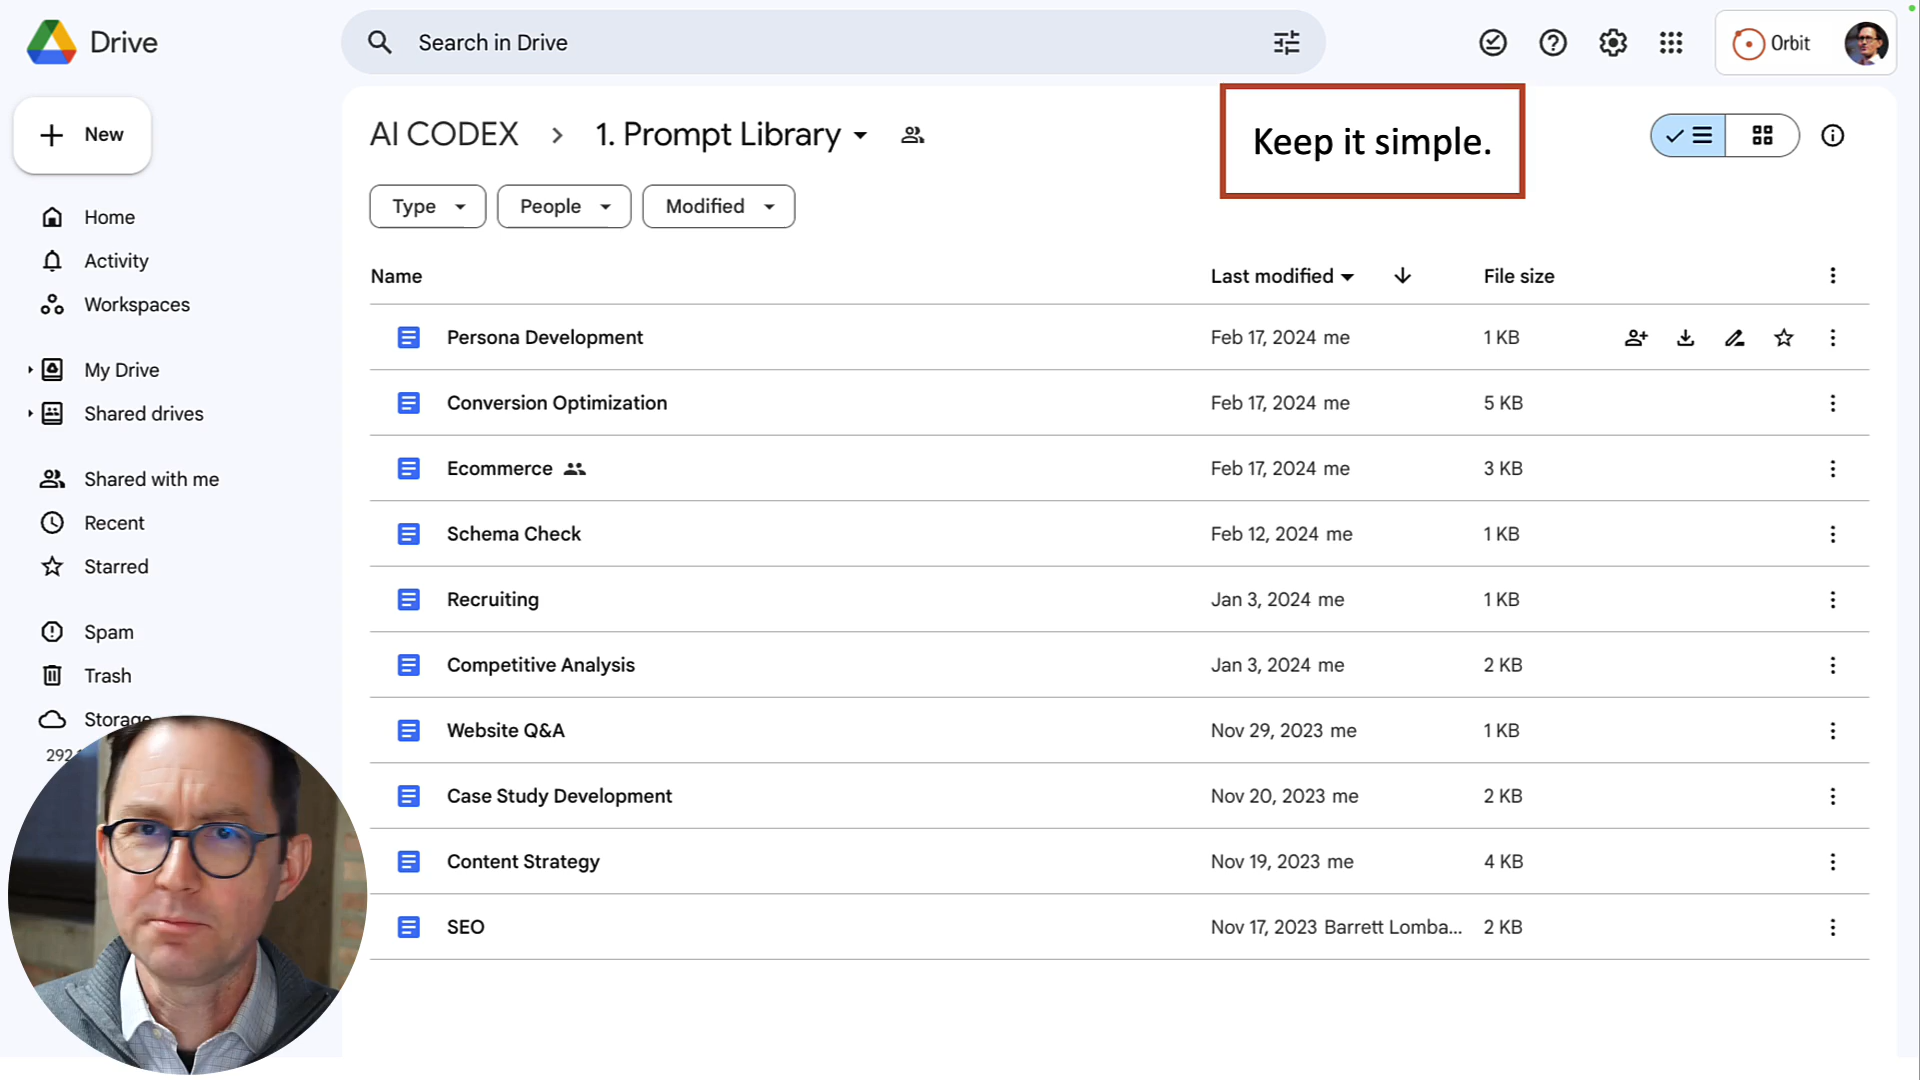 Drive
Search in Drive
Orbit
New
AI CODEX > 1. Prompt Library
Keep it simple.
Type
People
Modified
Home
Activity
Workspaces
My Drive
Shared drives
Shared with me
Recent
Starred
Spam
Trash
Storage
292
Name Last modified File size
Persona Development Feb 17, 2024 me 1 KB
Conversion Optimization Feb 17, 2024 me 5 KB
Ecommerce Feb 17, 2024 me 3 KB
Schema Check Feb 12, 2024 me 1 KB
Recruiting Jan 3, 2024 me 1 KB
Competitive Analysis Jan 3, 2024 me 2 KB
Website Q&A Nov 29, 2023 me 1 KB
Case Study Development Nov 20, 2023 me 2 KB
Content Strategy Nov 19, 2023 me 4 KB
SEO Nov 17, 2023 Barrett Lomba... 2 KB